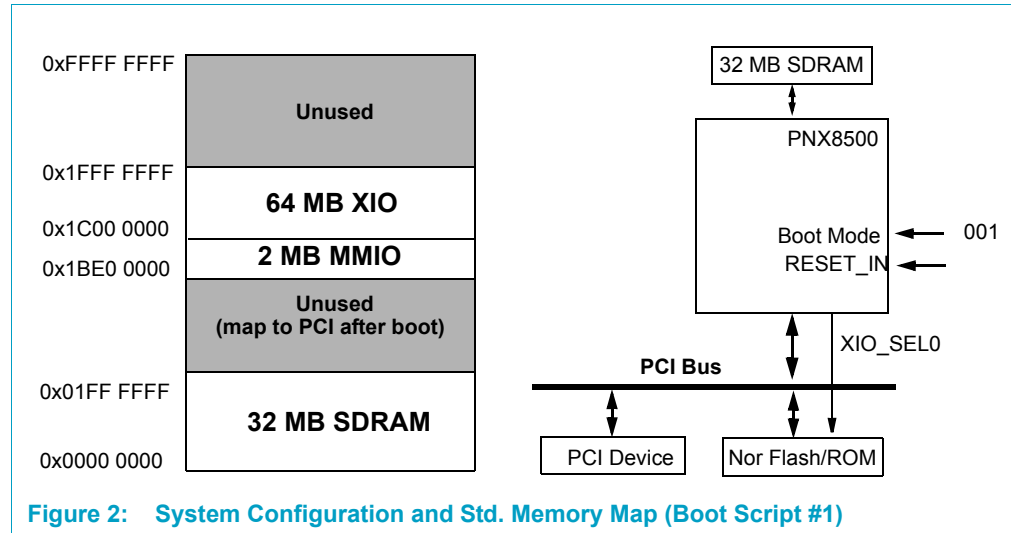 0xFFFF FFFF
Unused
0x1FFF FFFF
64 MB XIO
0x1C00 0000
2 MB MMIO
0x1BE0 0000
Unused
(map to PCI after boot)
0x01FF FFFF
32 MB SDRAM
0x0000 0000
32 MB SDRAM
PNX8500
Boot Mode
001
RESET_IN
XIO_SEL0
PCI Bus
PCI Device
Nor Flash/ROM
Figure 2: System Configuration and Std. Memory Map (Boot Script #1)